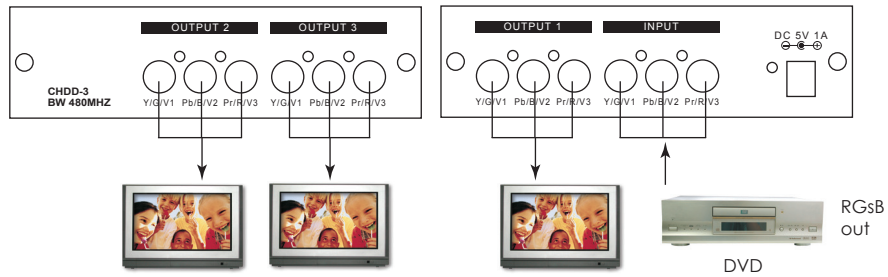 OUTPUT 2 OUTPUT 3
CHDD-3
BW 480MHZ
Y/G/V1 Pb/B/V2 Pr/R/V3 Y/G/V1 Pb/B/V2 Pr/R/V3
OUTPUT 1 INPUT
DC 5V 1A
Y/G/V1 Pb/B/V2 Pr/R/V3 Y/G/V1 Pb/B/V2 Pr/R/V3
RGsB
out
DVD